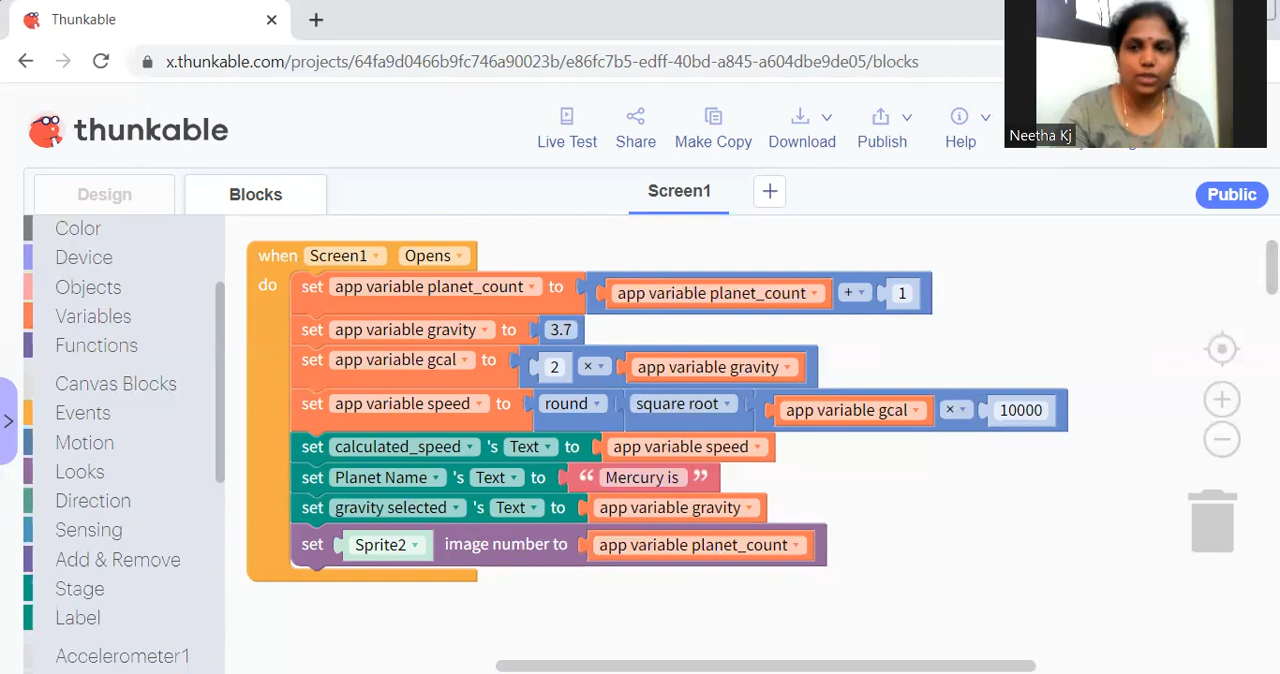 Thunkable
x.thunkable.com/projects/64fa9d0466b9fc746a90023b/e86fc7b5-edff-40bd-a845-a604dbe9de05/blocks
Neetha Kj
thunkable
Live Test Share Make Copy Download Publish Help
Design Blocks Screen1 + Public
Color
Device
Objects
Variables
Functions
Canvas Blocks
Events
Motion
Looks
Direction
Sensing
Add & Remove
Stage
Label
Accelerometer1
when Screen1 Opens
do set app variable planet_count to app variable planet_count + 1
set app variable gravity to 3.7
set app variable gcal to 2 × app variable gravity
set app variable speed to round square root app variable gcal × 10000
set calculated_speed 's Text to app variable speed
set Planet Name 's Text to “ Mercury is ”
set gravity selected 's Text to app variable gravity
set Sprite2 image number to app variable planet_count